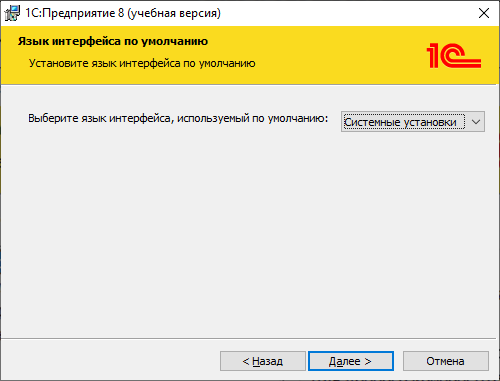 1С:Предприятие 8 (учебная версия)
Язык интерфейса по умолчанию
Установите язык интерфейса по умолчанию
1С
Выберите язык интерфейса, используемый по умолчанию:
Системные установки
< Назад
Далее >
Отмена